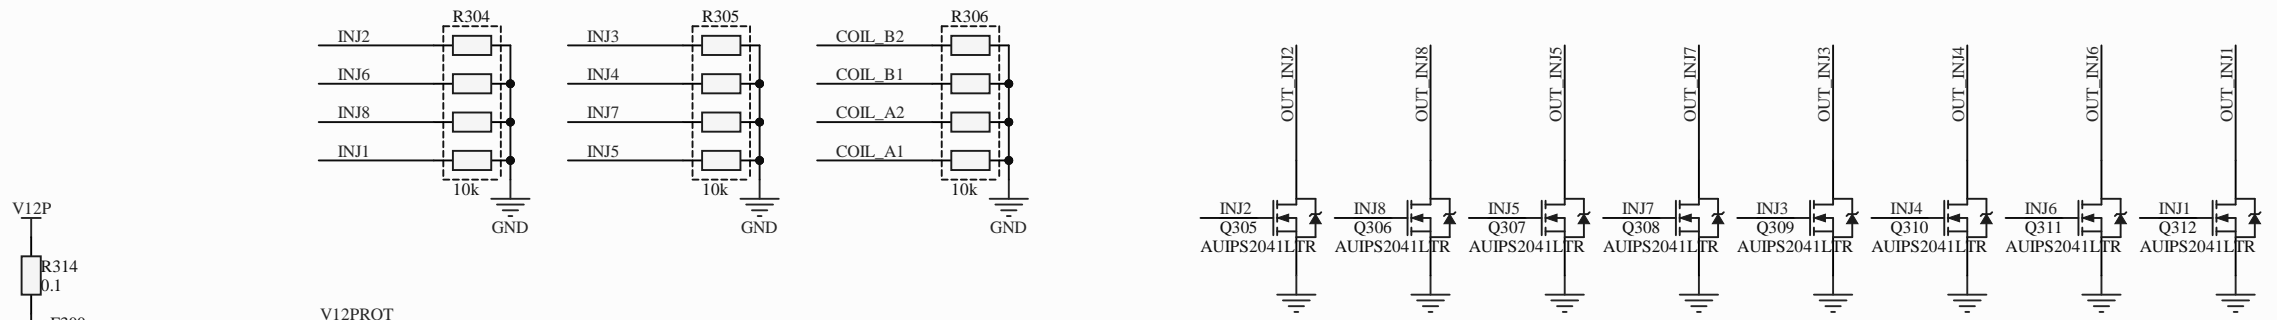 R304
INJ2
INJ6
INJ8
INJ1
10k
GND
R305
INJ3
INJ4
INJ7
INJ5
10k
GND
R306
COIL_B2
COIL_B1
COIL_A2
COIL_A1
10k
GND
V12P
R314
0.1
V12PROT
OUT_INJ2
INJ2
Q305
AUIPS2041LTR
OUT_INJ8
INJ8
Q306
AUIPS2041LTR
OUT_INJ5
INJ5
Q307
AUIPS2041LTR
OUT_INJ7
INJ7
Q308
AUIPS2041LTR
OUT_INJ3
INJ3
Q309
AUIPS2041LTR
OUT_INJ4
INJ4
Q310
AUIPS2041LTR
OUT_INJ6
INJ6
Q311
AUIPS2041LTR
OUT_INJ1
INJ1
Q312
AUIPS2041LTR